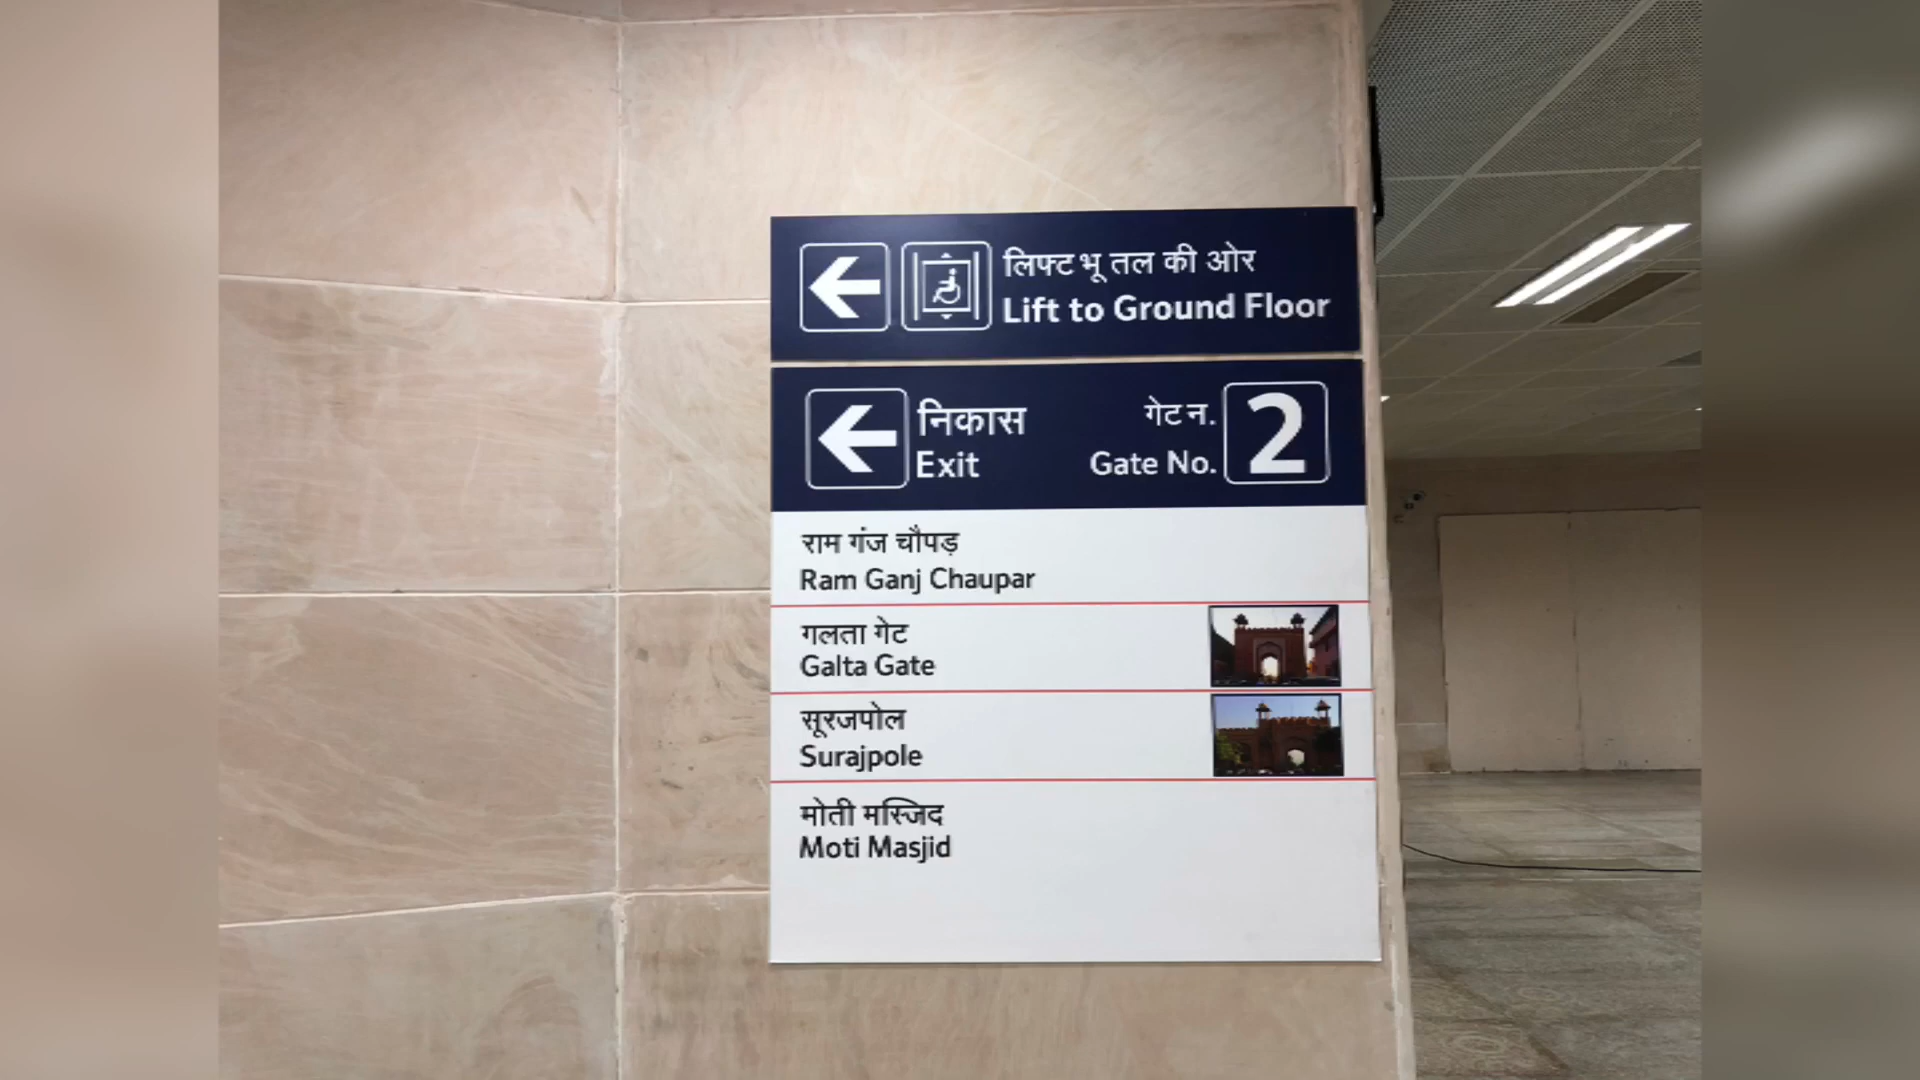 लिफ्ट भू तल की ओर
Lift to Ground Floor
निकास
Exit
गेट न.
Gate No.
2
राम गंज चौपड़
Ram Ganj Chaupar
गलता गेट
Galta Gate
सूरजपोल
Surajpole
मोती मस्जिद
Moti Masjid